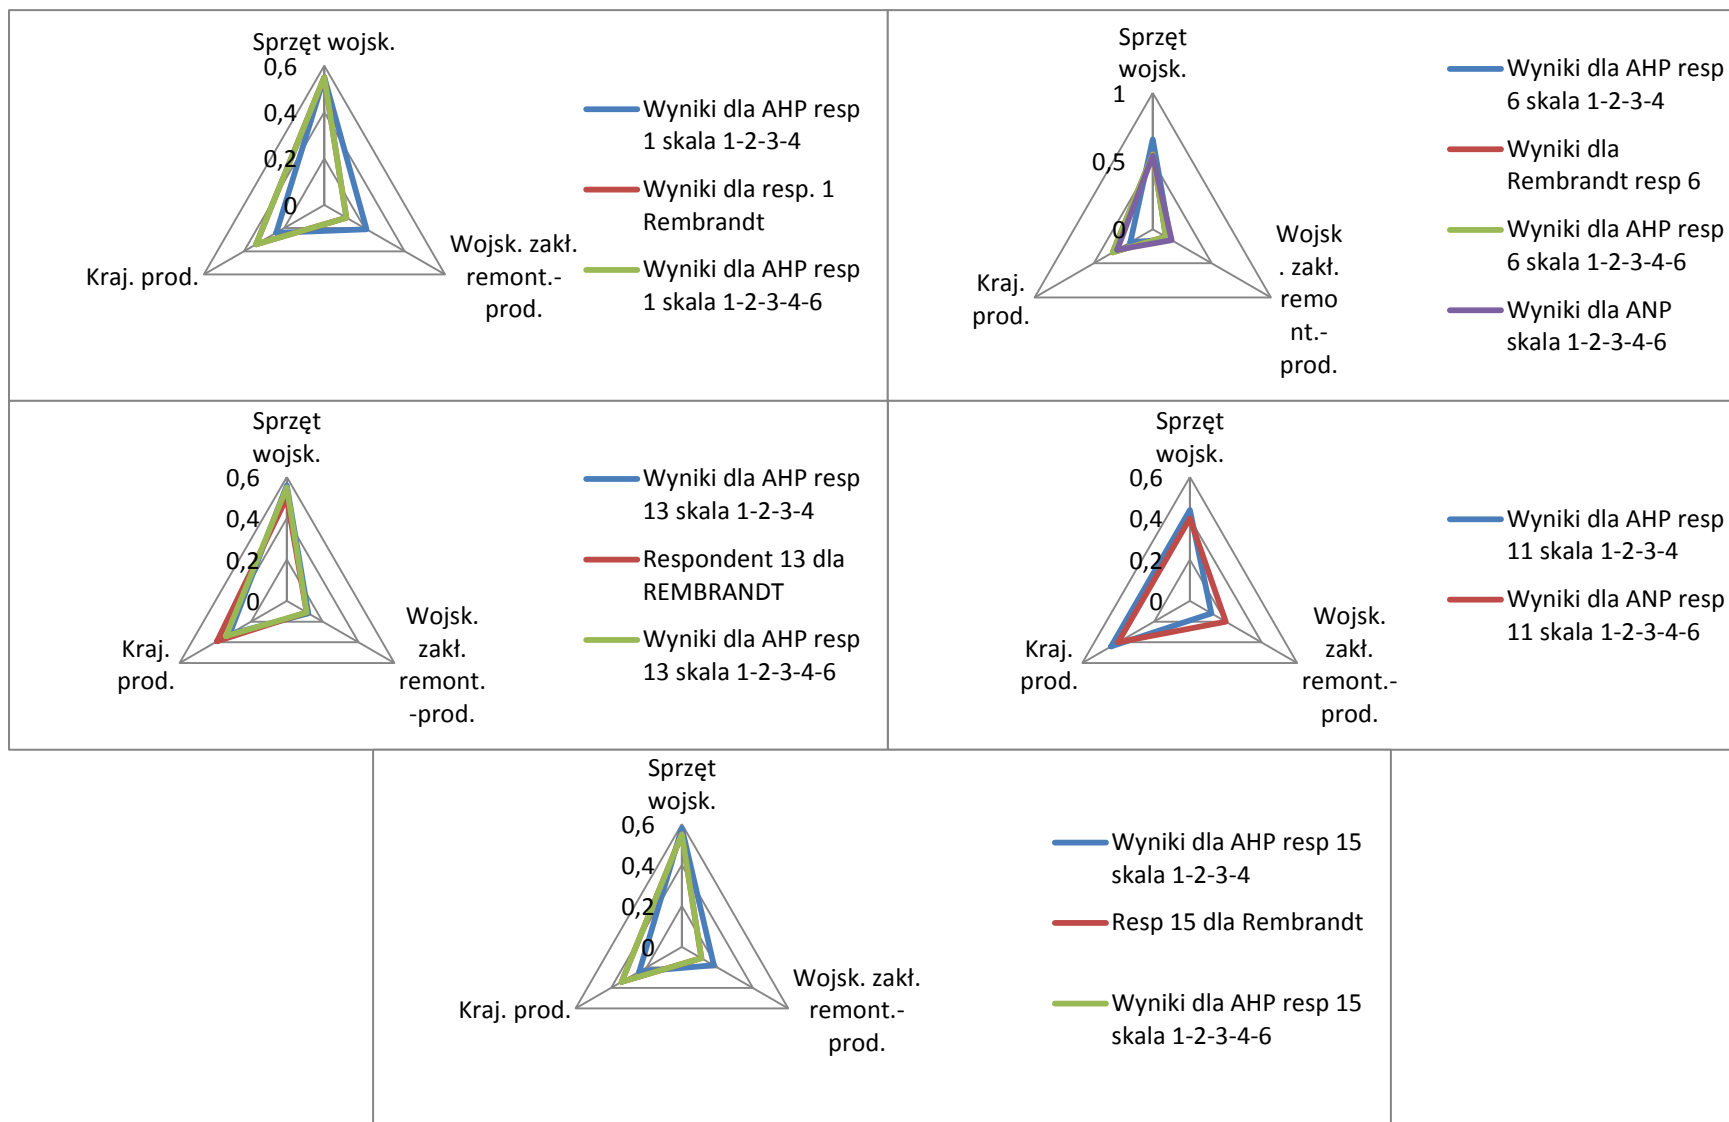 Sprzęt wojsk.
0,6
0,4
0,2
0
Kraj. prod.
Wojsk. zakł.
remont.-
prod.
Wyniki dla AHP resp
1 skala 1-2-3-4
Wyniki dla resp. 1
Rembrandt
Wyniki dla AHP resp
1 skala 1-2-3-4-6
Sprzęt
wojsk.
1
0,5
0
Kraj.
prod.
Wojsk
. zakł.
remo
nt.-
prod.
Wyniki dla AHP resp
6 skala 1-2-3-4
Wyniki dla
Rembrandt resp 6
Wyniki dla AHP resp
6 skala 1-2-3-4-6
Wyniki dla ANP
skala 1-2-3-4-6
Sprzęt
wojsk.
0,6
0,4
0,2
0
Kraj.
prod.
Wojsk.
zakł.
remont.
-prod.
Wyniki dla AHP resp
13 skala 1-2-3-4
Respondent 13 dla
REMBRANDT
Wyniki dla AHP resp
13 skala 1-2-3-4-6
Sprzęt
wojsk.
0,6
0,4
0,2
0
Kraj.
prod.
Wojsk.
zakł.
remont.-
prod.
Wyniki dla AHP resp
11 skala 1-2-3-4
Wyniki dla ANP resp
11 skala 1-2-3-4-6
Sprzęt
wojsk.
0,6
0,4
0,2
0
Kraj. prod.
Wojsk. zakł.
remont.-
prod.
Wyniki dla AHP resp 15
skala 1-2-3-4
Resp 15 dla Rembrandt
Wyniki dla AHP resp 15
skala 1-2-3-4-6